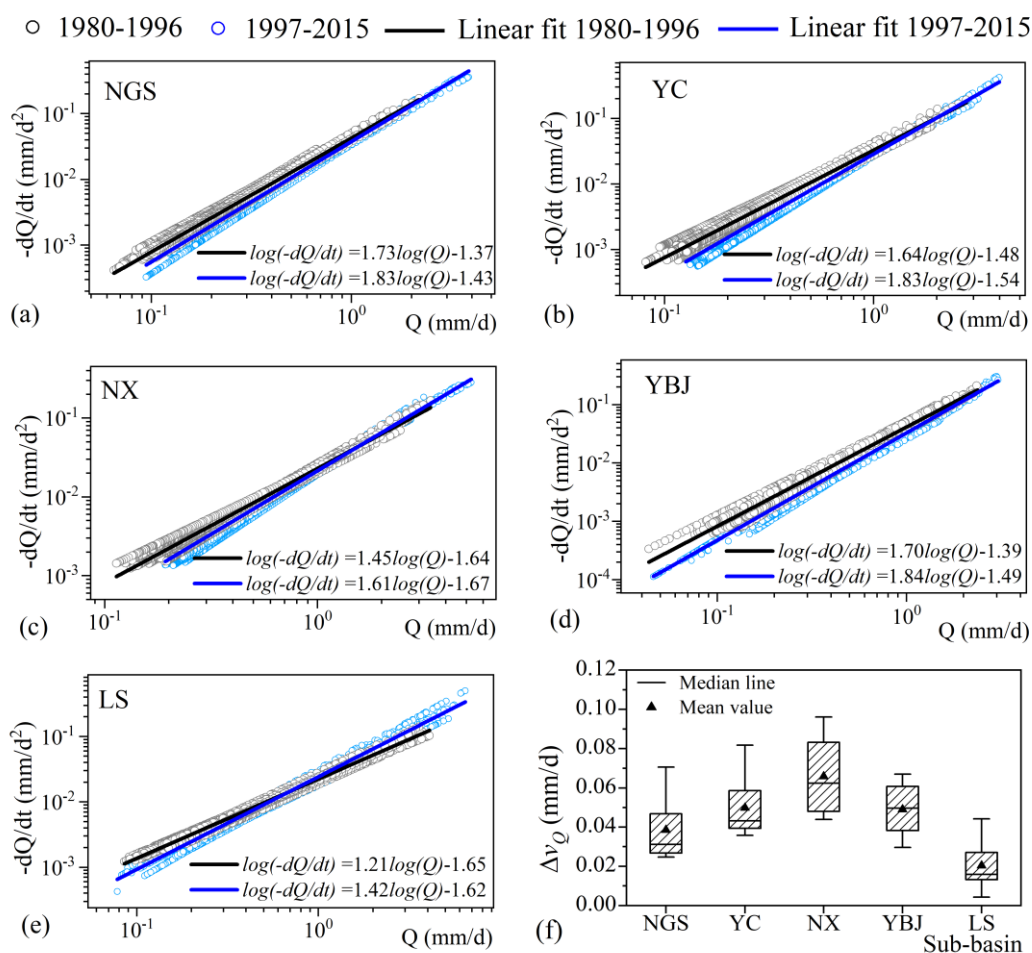 1980-1996 1997-2015 Linear fit 1980-1996 Linear fit 1997-2015
NGS
-dQ/dt (mm/d²)
10⁻¹
10⁻²
10⁻³
log(-dQ/dt) =1.73log(Q)-1.37
log(-dQ/dt) =1.83log(Q)-1.43
10⁻¹ 10⁰
(a) Q (mm/d)
YC
-dQ/dt (mm/d²)
10⁻¹
10⁻²
10⁻³
log(-dQ/dt) =1.64log(Q)-1.48
log(-dQ/dt) =1.83log(Q)-1.54
10⁻¹ 10⁰
(b) Q (mm/d)
NX
-dQ/dt (mm/d²)
10⁻¹
10⁻²
10⁻³
log(-dQ/dt) =1.45log(Q)-1.64
log(-dQ/dt) =1.61log(Q)-1.67
10⁻¹ 10⁰
(c) Q (mm/d)
YBJ
-dQ/dt (mm/d²)
10⁻¹
10⁻²
10⁻³
10⁻⁴
log(-dQ/dt) =1.70log(Q)-1.39
log(-dQ/dt) =1.84log(Q)-1.49
10⁻¹ 10⁰
(d) Q (mm/d)
LS
-dQ/dt (mm/d²)
10⁻¹
10⁻²
10⁻³
log(-dQ/dt) =1.21log(Q)-1.65
log(-dQ/dt) =1.42log(Q)-1.62
10⁻¹ 10⁰
(e) Q (mm/d)
Δv_Q (mm/d)
0.12
0.10
0.08
0.06
0.04
0.02
0.00
Median line
Mean value
NGS YC NX YBJ LS
(f) Sub-basin